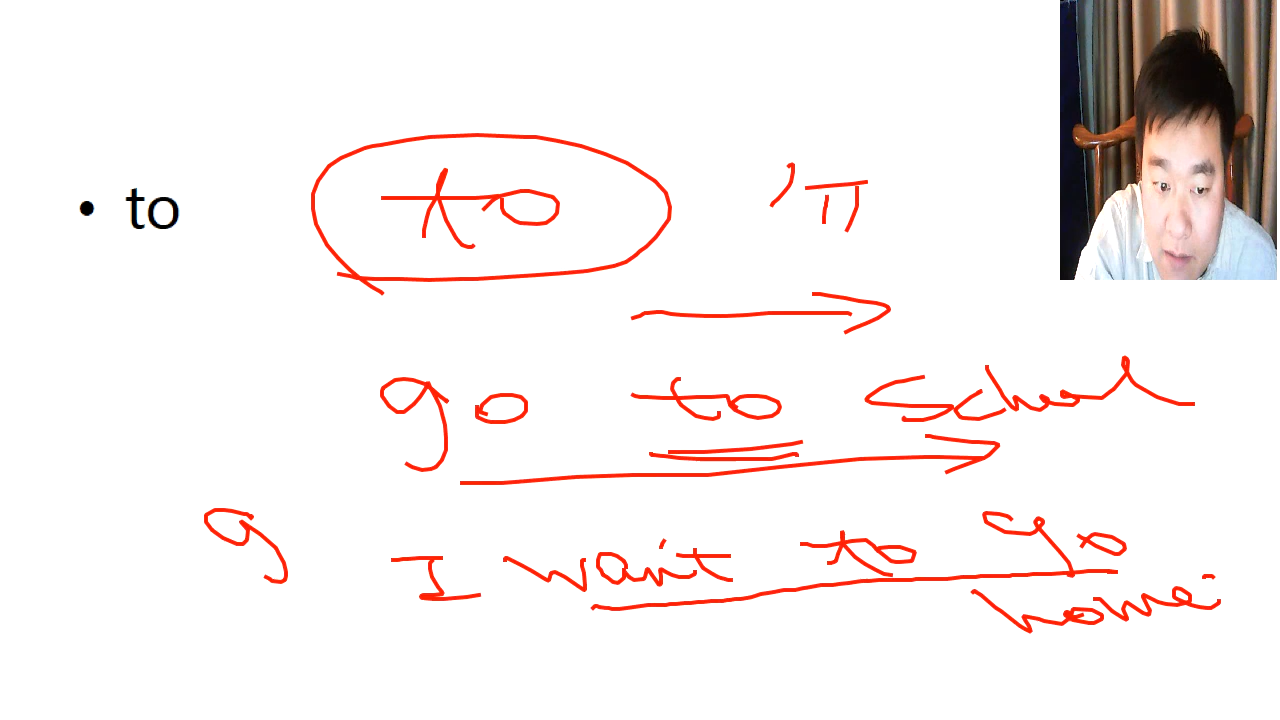 • to to
go to School
g I want to go
home